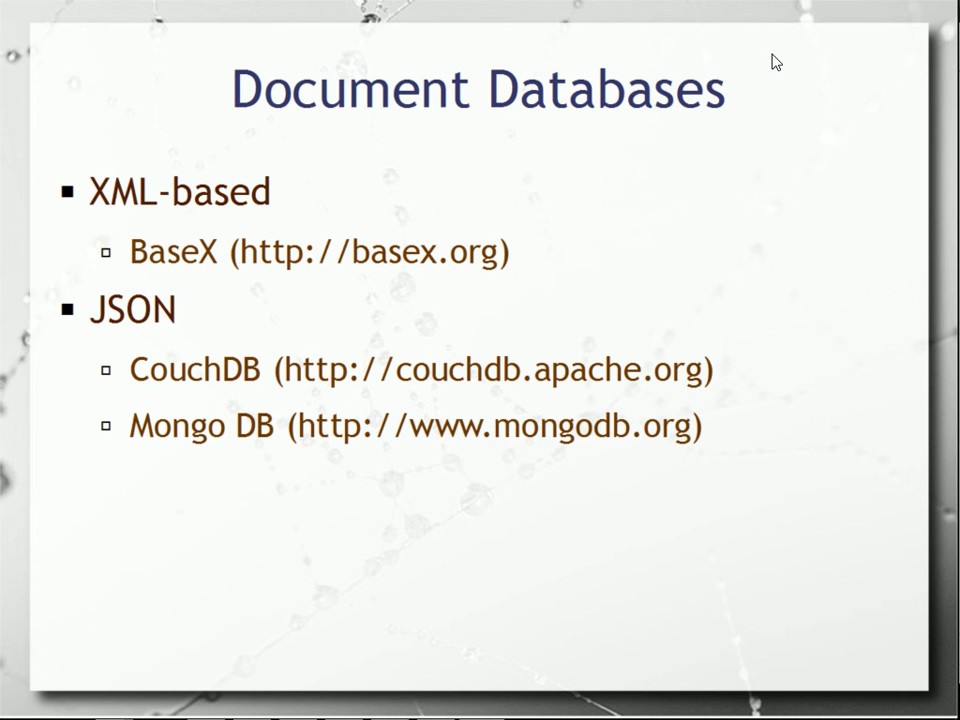 Document Databases
XML-based
BaseX (http://basex.org)
JSON
CouchDB (http://couchdb.apache.org)
Mongo DB (http://www.mongodb.org)